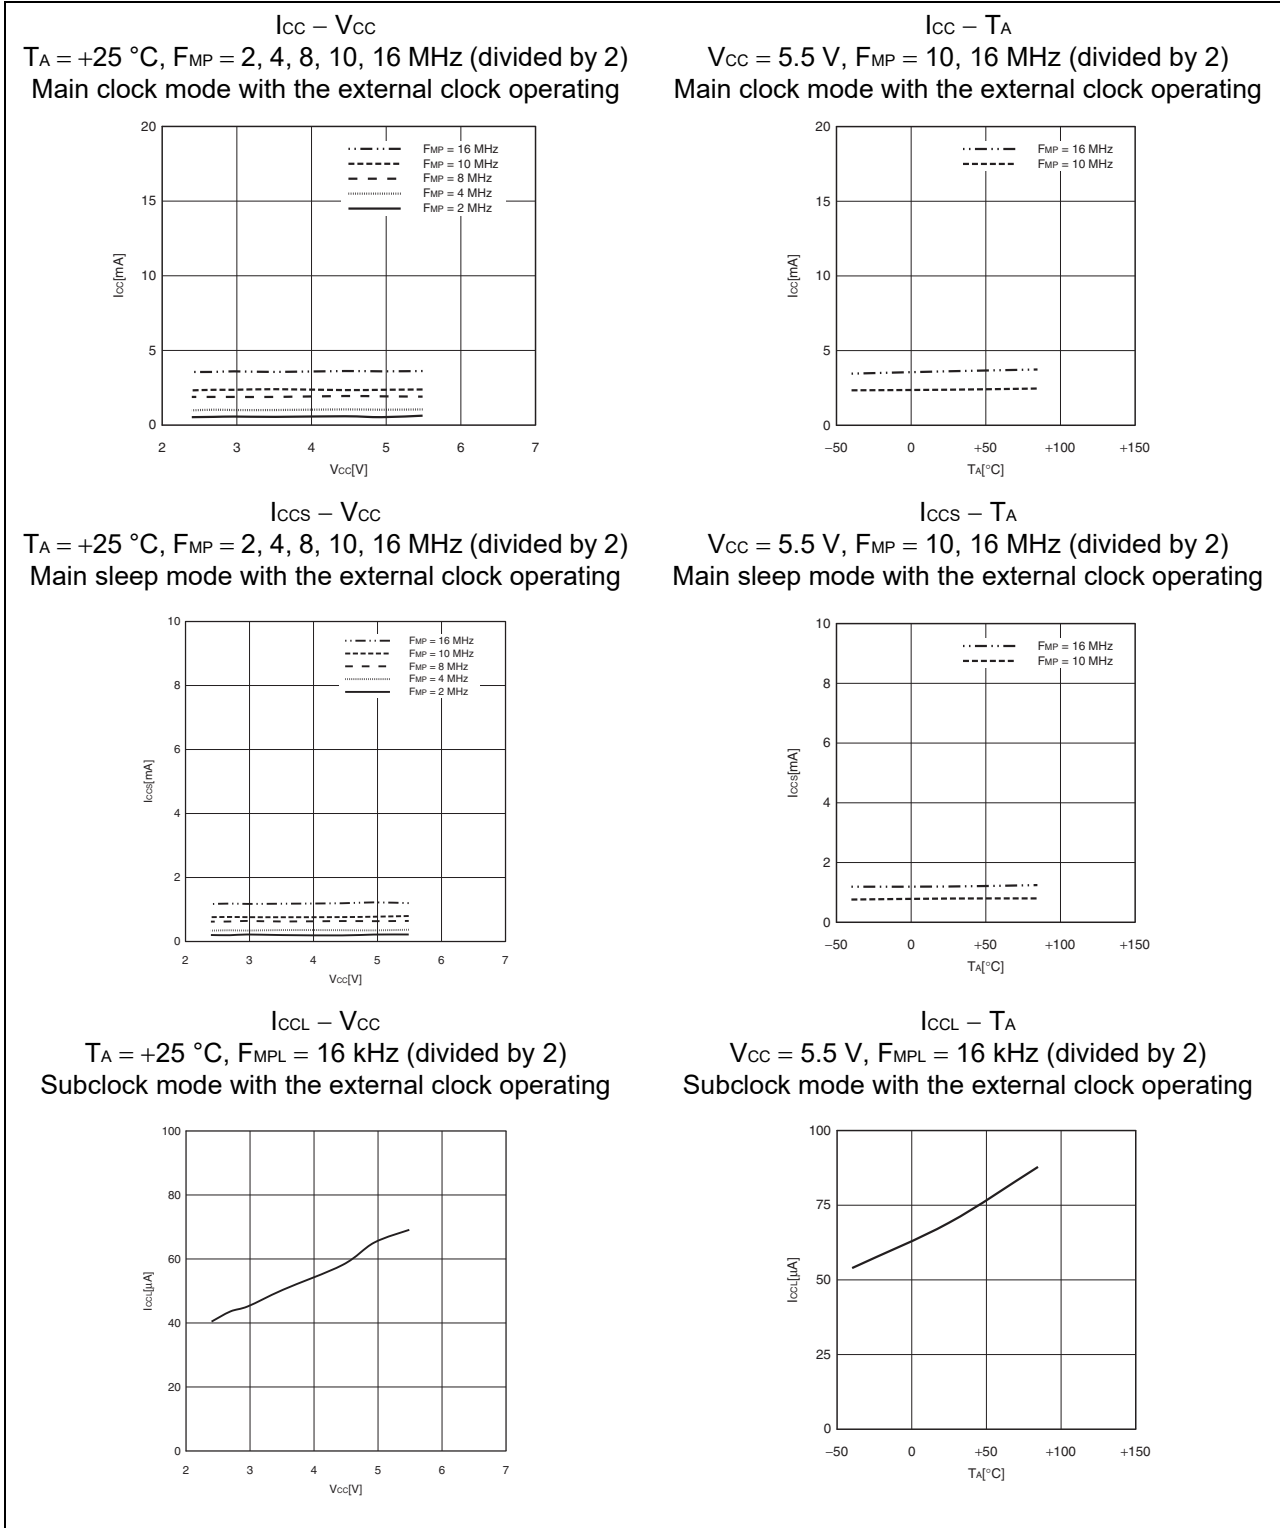 ICC − VCC
TA = +25 °C, FMP = 2, 4, 8, 10, 16 MHz (divided by 2)
Main clock mode with the external clock operating
20
15
10
5
0
ICC[mA]
FMP = 16 MHz
FMP = 10 MHz
FMP = 8 MHz
FMP = 4 MHz
FMP = 2 MHz
2 3 4 5 6 7
VCC[V]
ICC − TA
VCC = 5.5 V, FMP = 10, 16 MHz (divided by 2)
Main clock mode with the external clock operating
20
15
10
5
0
ICC[mA]
FMP = 16 MHz
FMP = 10 MHz
−50 0 +50 +100 +150
TA[°C]
ICCS − VCC
TA = +25 °C, FMP = 2, 4, 8, 10, 16 MHz (divided by 2)
Main sleep mode with the external clock operating
10
8
6
4
2
0
ICCS[mA]
FMP = 16 MHz
FMP = 10 MHz
FMP = 8 MHz
FMP = 4 MHz
FMP = 2 MHz
2 3 4 5 6 7
VCC[V]
ICCS − TA
VCC = 5.5 V, FMP = 10, 16 MHz (divided by 2)
Main sleep mode with the external clock operating
10
8
6
4
2
0
ICCS[mA]
FMP = 16 MHz
FMP = 10 MHz
−50 0 +50 +100 +150
TA[°C]
ICCL − VCC
TA = +25 °C, FMPL = 16 kHz (divided by 2)
Subclock mode with the external clock operating
100
80
60
40
20
0
ICCL[μA]
2 3 4 5 6 7
VCC[V]
ICCL − TA
VCC = 5.5 V, FMPL = 16 kHz (divided by 2)
Subclock mode with the external clock operating
100
75
50
25
0
ICCL[μA]
−50 0 +50 +100 +150
TA[°C]